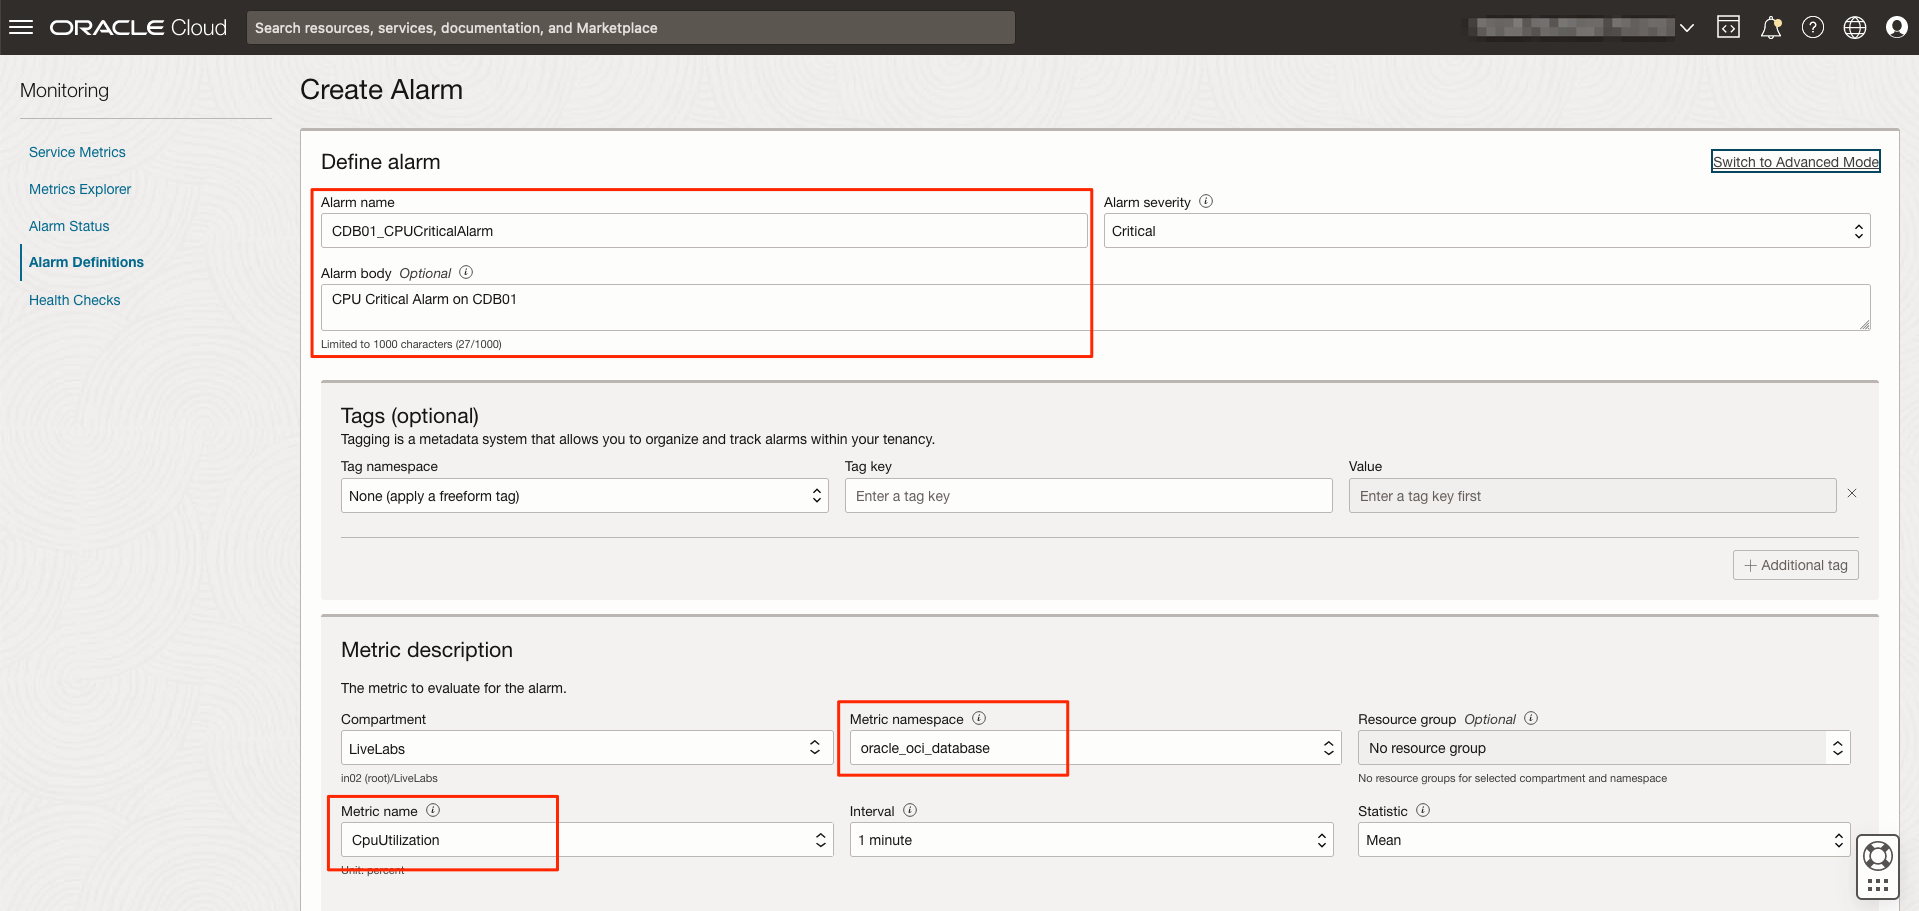 ORACLE Cloud
Search resources, services, documentation, and Marketplace
Monitoring
Service Metrics
Metrics Explorer
Alarm Status
Alarm Definitions
Health Checks
Create Alarm
Define alarm
Switch to Advanced Mode
Alarm name
CDB01_CPUCriticalAlarm
Alarm severity
Critical
Alarm body Optional
CPU Critical Alarm on CDB01
Limited to 1000 characters (27/1000)
Tags (optional)
Tagging is a metadata system that allows you to organize and track alarms within your tenancy.
Tag namespace
None (apply a freeform tag)
Tag key
Enter a tag key
Value
Enter a tag key first
Additional tag
Metric description
The metric to evaluate for the alarm.
Compartment
LiveLabs
in02 (root)/LiveLabs
Metric namespace
oracle_oci_database
Resource group Optional
No resource group
No resource groups for selected compartment and namespace
Metric name
CpuUtilization
Unit: percent
Interval
1 minute
Statistic
Mean